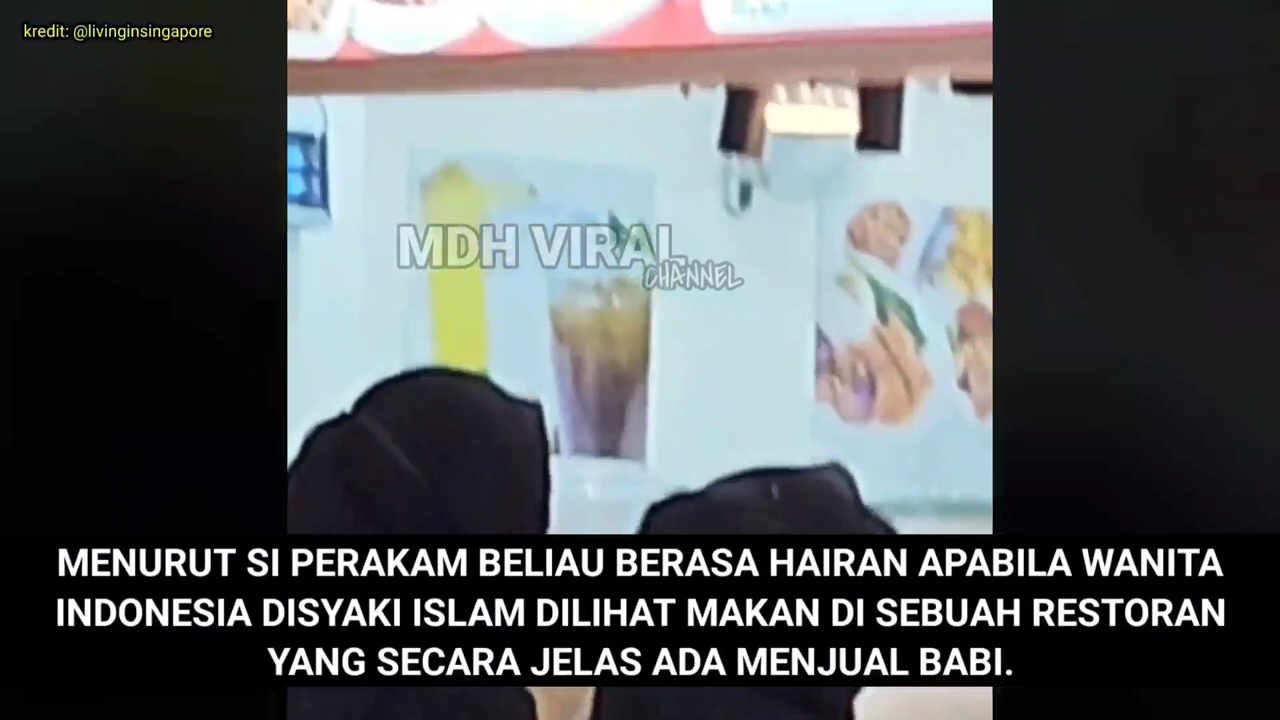 kredit: @livinginsingapore
MDH VIRAL
CHANNEL
MENURUT SI PERAKAM BELIAU BERASA HAIRAN APABILA WANITA
INDONESIA DISYAKI ISLAM DILIHAT MAKAN DI SEBUAH RESTORAN
YANG SECARA JELAS ADA MENJUAL BABI.